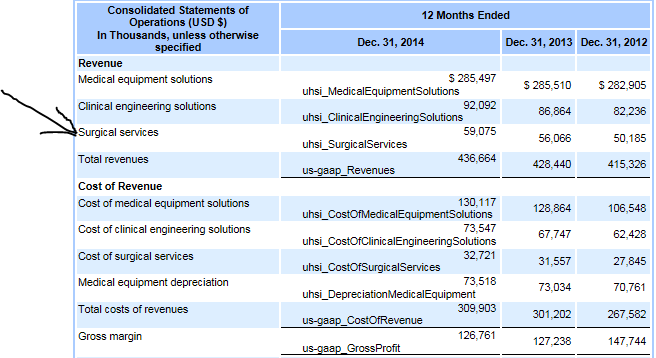 Consolidated Statements of
Operations (USD $)
In Thousands, unless otherwise
specified
12 Months Ended
Dec. 31, 2014 Dec. 31, 2013 Dec. 31, 2012
Revenue
Medical equipment solutions $ 285,497 $ 285,510 $ 282,905
uhsi_MedicalEquipmentSolutions
Clinical engineering solutions 92,092 86,864 82,236
uhsi_ClinicalEngineeringSolutions
Surgical services 59,075 56,066 50,185
uhsi_SurgicalServices
Total revenues 436,664 428,440 415,326
us-gaap_Revenues
Cost of Revenue
Cost of medical equipment solutions 130,117 128,864 106,548
uhsi_CostOfMedicalEquipmentSolutions
Cost of clinical engineering solutions 73,547 67,747 62,428
uhsi_CostOfClinicalEngineeringSolutions
Cost of surgical services 32,721 31,557 27,845
uhsi_CostOfSurgicalServices
Medical equipment depreciation 73,518 73,034 70,761
uhsi_DepreciationMedicalEquipment
Total costs of revenues 309,903 301,202 267,582
us-gaap_CostOfRevenue
Gross margin 126,761 127,238 147,744
us-gaap_GrossProfit